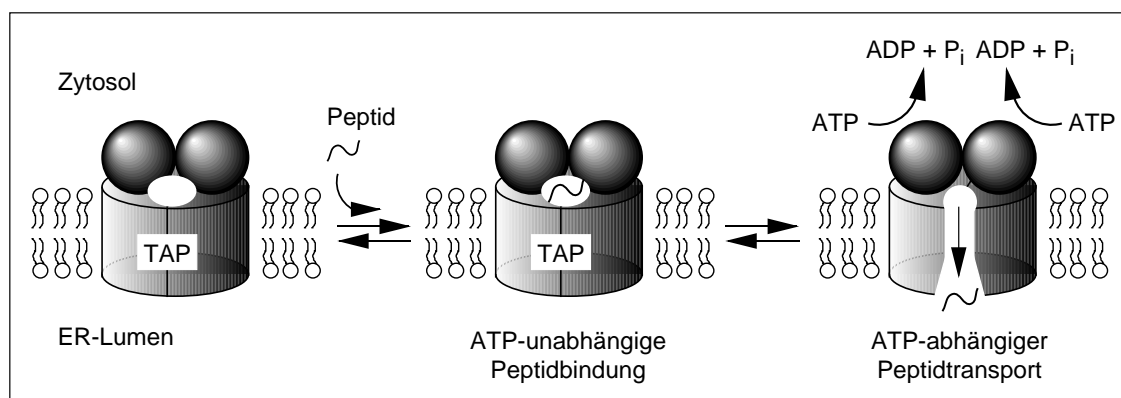 Zytosol
Peptid
ADP + Pi ADP + Pi
ATP
ATP
TAP
TAP
ER-Lumen
ATP-unabhängige
Peptidbindung
ATP-abhängiger
Peptidtransport